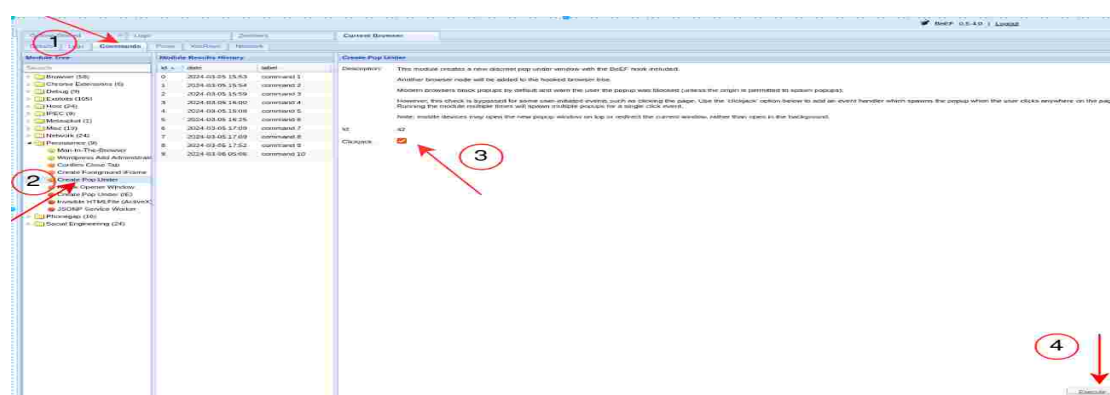 BeEF 0.5.4.0 | Logout
Logs
Zombies
Current Browser
Logs
Commands
Proxy
XssRays
Network
1
Module Tree
Module Results History
Create Pop Under
Search
id
date
label
Browser (58)
Chrome Extensions (6)
Debug (9)
Exploits (105)
Host (24)
IPEC (9)
Metasploit (1)
Misc (19)
Network (24)
Persistence (9)
Man-In-The-Browser
Wordpress Add Administrat
Confirm Close Tab
Create Foreground iFrame
Create Pop Under
Opener Window
Create Pop Under (IE)
Invisible HTMLFile (ActiveX)
JSONP Service Worker
Phonegap (16)
Social Engineering (24)
2
0 2024-03-05 15:53 command 1
1 2024-03-05 15:54 command 2
2 2024-03-05 15:59 command 3
3 2024-03-05 16:00 command 4
4 command 5
5 2024-03-05 16:25 command 6
6 2024-03-05 17:09 command 7
7 2024-03-05 17:09 command 8
8 2024-03-05 17:52 command 9
9 2024-03-06 05:06 command 10
Description: This module creates a new discreet pop under window with the BeEF hook included.
Another browser node will be added to the hooked browser tree.
Modern browsers block popups by default and warn the user the popup was blocked (unless the origin is permitted to spawn popups).
However, this check is bypassed for some user-initiated events such as clicking the page. Use the 'clickjack' option below to add an event handler which spawns the popup when the user clicks anywhere on the pag
Running the module multiple times will spawn multiple popups for a single click event.
Note: mobile devices may open the new popup window on top or redirect the current window, rather than open in the background.
Id:
Clickjack
3
4
Execute